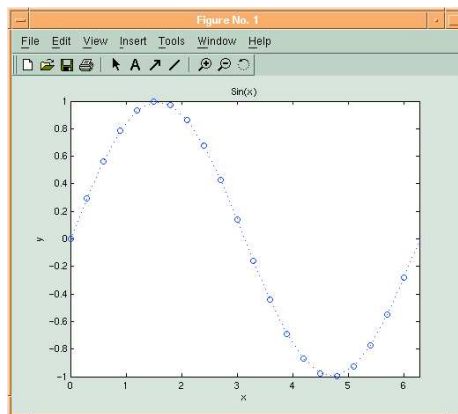 Figure No. 1
File Edit View Insert Tools Window Help
A
Sin(x)
1
0.8
0.6
0.4
0.2
0
-0.2
-0.4
-0.6
-0.8
-1
y
0 1 2 3 4 5 6
x